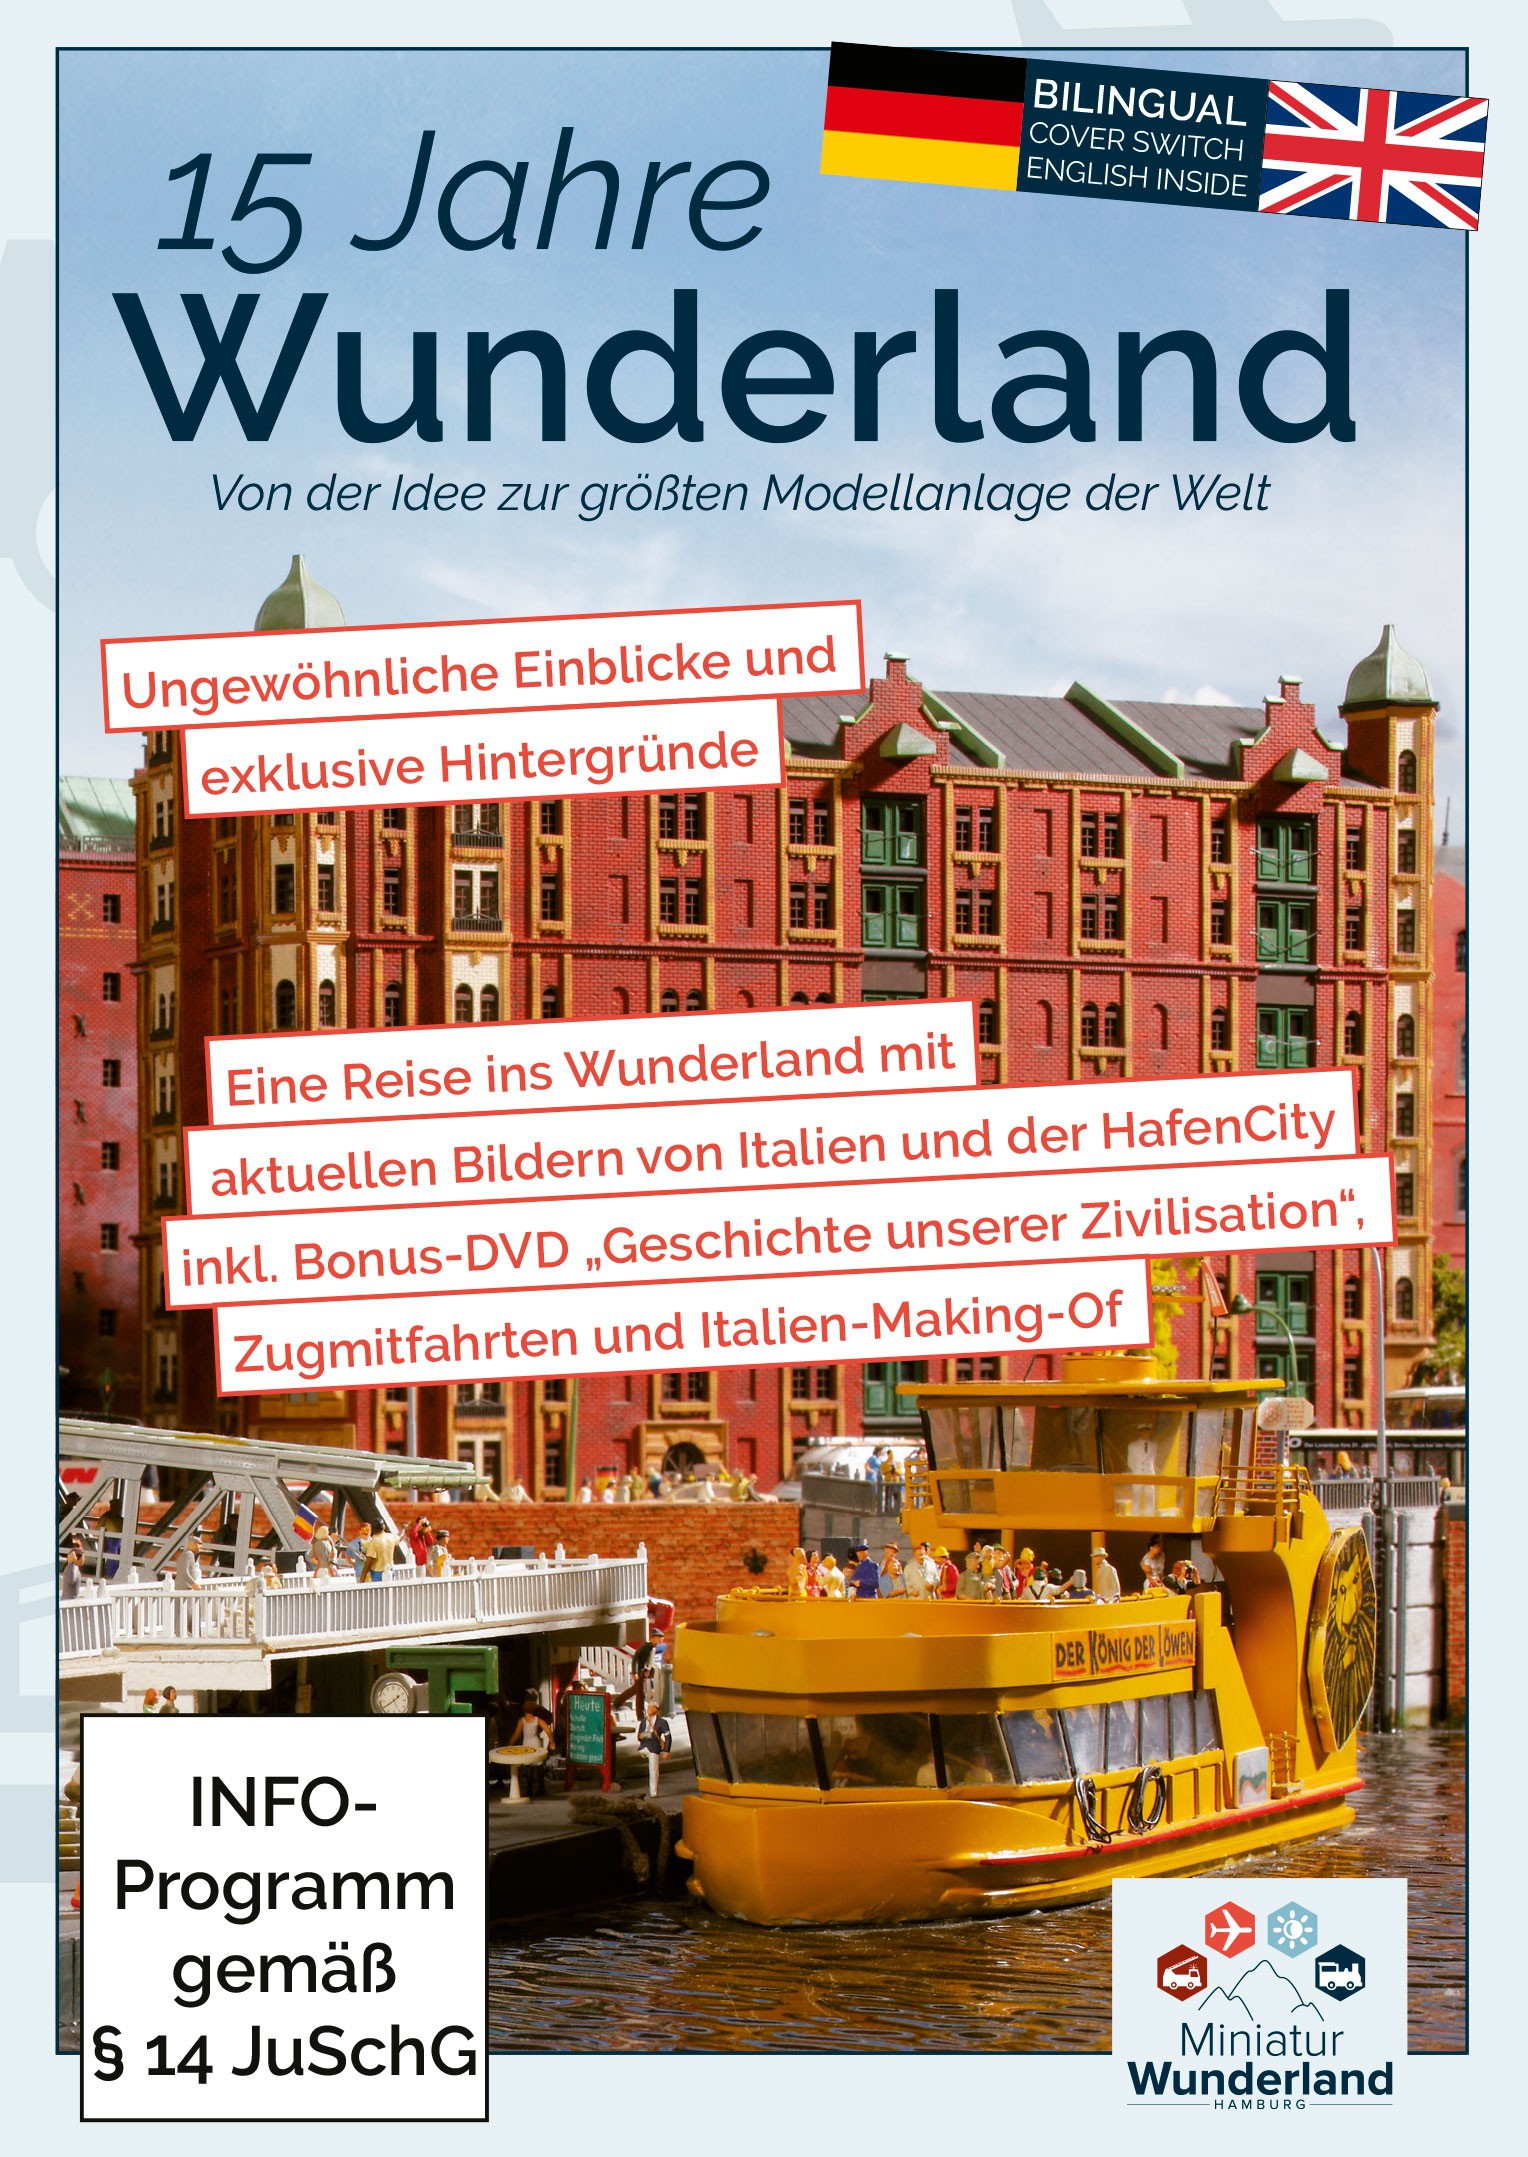 BILINGUAL
COVER SWITCH
ENGLISH INSIDE
15 Jahre
Wunderland
Von der Idee zur größten Modellanlage der Welt
Ungewöhnliche Einblicke und
exklusive Hintergründe
Eine Reise ins Wunderland mit
aktuellen Bildern von Italien und der HafenCity
inkl. Bonus-DVD „Geschichte unserer Zivilisation“,
Zugmitfahrten und Italien-Making-Of
DER KÖNIG DER LÖWEN
Heute
INFO-
Programm
gemäß
§ 14 JuSchG
Miniatur
Wunderland
HAMBURG